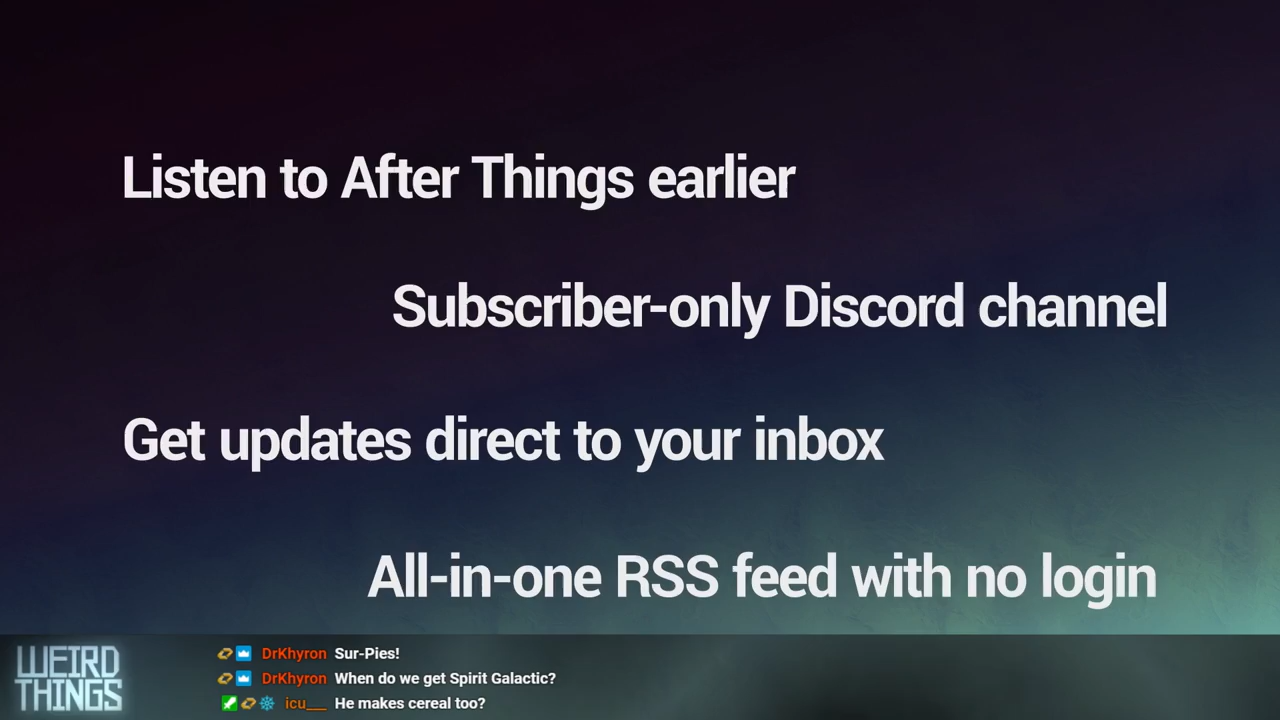 Listen to After Things earlier
Subscriber-only Discord channel
Get updates direct to your inbox
All-in-one RSS feed with no login
WEIRD
THINGS
DrKhyron Sur-Pies!
DrKhyron When do we get Spirit Galactic?
icu___ He makes cereal too?